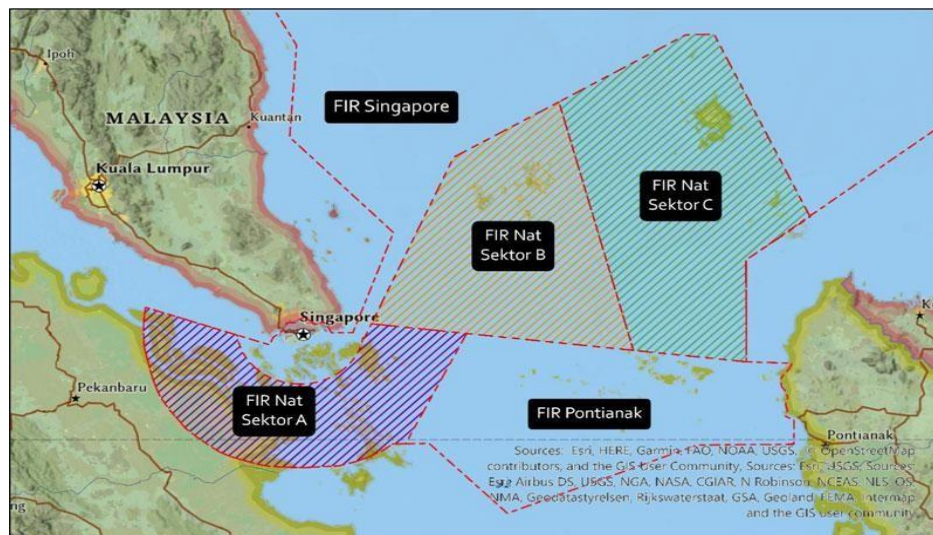 Ipoh
FIR Singapore
MALAYSIA
Kuantan
Kuala Lumpur
FIR Nat
Sektor C
FIR Nat
Sektor B
Singapore
Pekanbaru
FIR Nat
Sektor A
FIR Pontianak
Pontianak
Sources: Esri, HERE, Garmin, FAO, NOAA, USGS, © OpenStreetMap
contributors, and the GIS User Community, Sources: Esri, USGS, Sources:
Esri, Airbus DS, USGS, NGA, NASA, CGIAR, N Robinson, NCEAS, NLS, OS,
NMA, Geodatastyrelsen, Rijkswaterstaat, GSA, Geoland, FEMA, Intermap
and the GIS user community